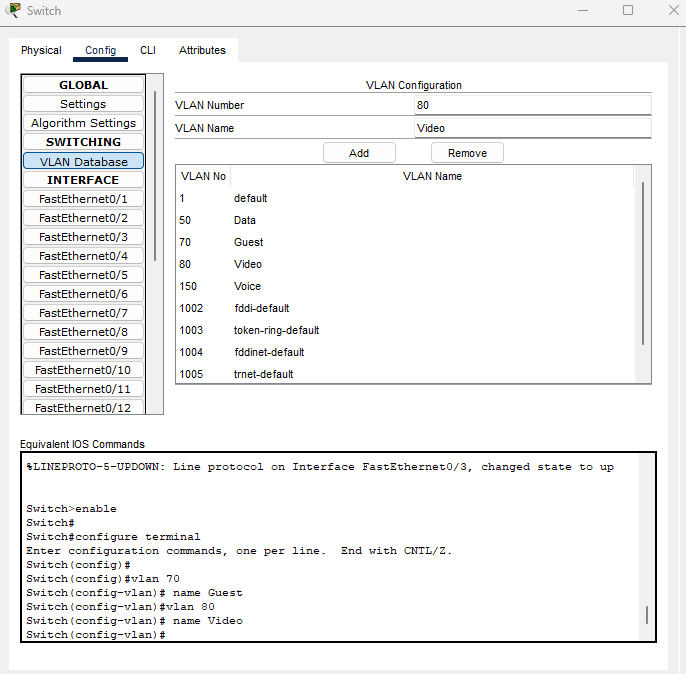 Switch
Physical Config CLI Attributes
GLOBAL
Settings
Algorithm Settings
SWITCHING
VLAN Database
INTERFACE
FastEthernet0/1
FastEthernet0/2
FastEthernet0/3
FastEthernet0/4
FastEthernet0/5
FastEthernet0/6
FastEthernet0/7
FastEthernet0/8
FastEthernet0/9
FastEthernet0/10
FastEthernet0/11
FastEthernet0/12
VLAN Configuration
VLAN Number 80
VLAN Name Video
Add Remove
VLAN No VLAN Name
1 default
50 Data
70 Guest
80 Video
150 Voice
1002 fddi-default
1003 token-ring-default
1004 fddinet-default
1005 trnet-default
Equivalent IOS Commands
%LINEPROTO-5-UPDOWN: Line protocol on Interface FastEthernet0/3, changed state to up
Switch>enable
Switch#
Switch#configure terminal
Enter configuration commands, one per line.  End with CNTL/Z.
Switch(config)#
Switch(config)#vlan 70
Switch(config-vlan)# name Guest
Switch(config-vlan)#vlan 80
Switch(config-vlan)# name Video
Switch(config-vlan)#